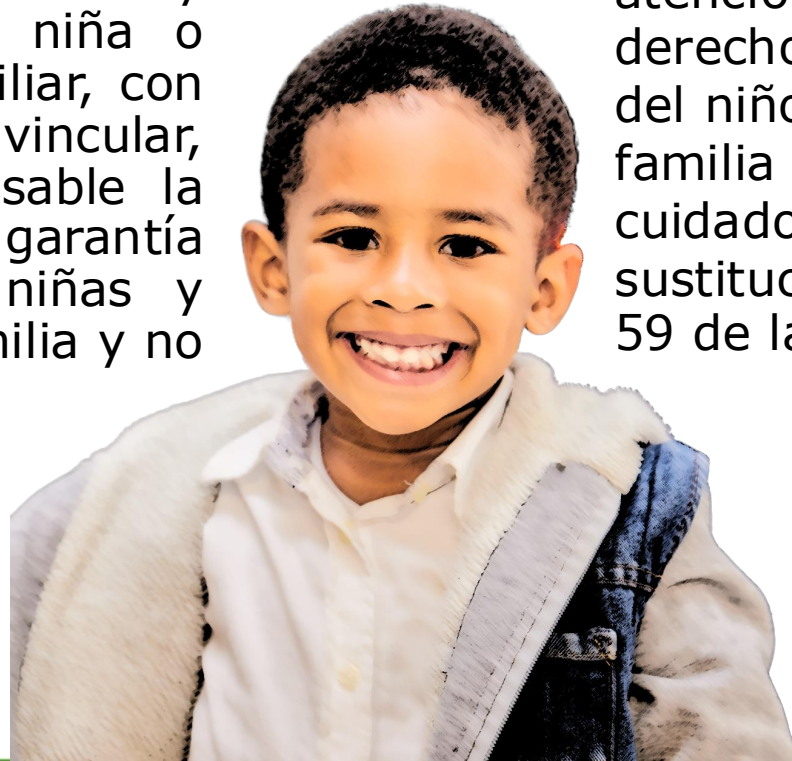 niña o
iliar, con
vincular,
sable la
garantía
niñas y
ilia y no
atenció
derecho
del niño
familia
cuidado
sustituc
59 de la